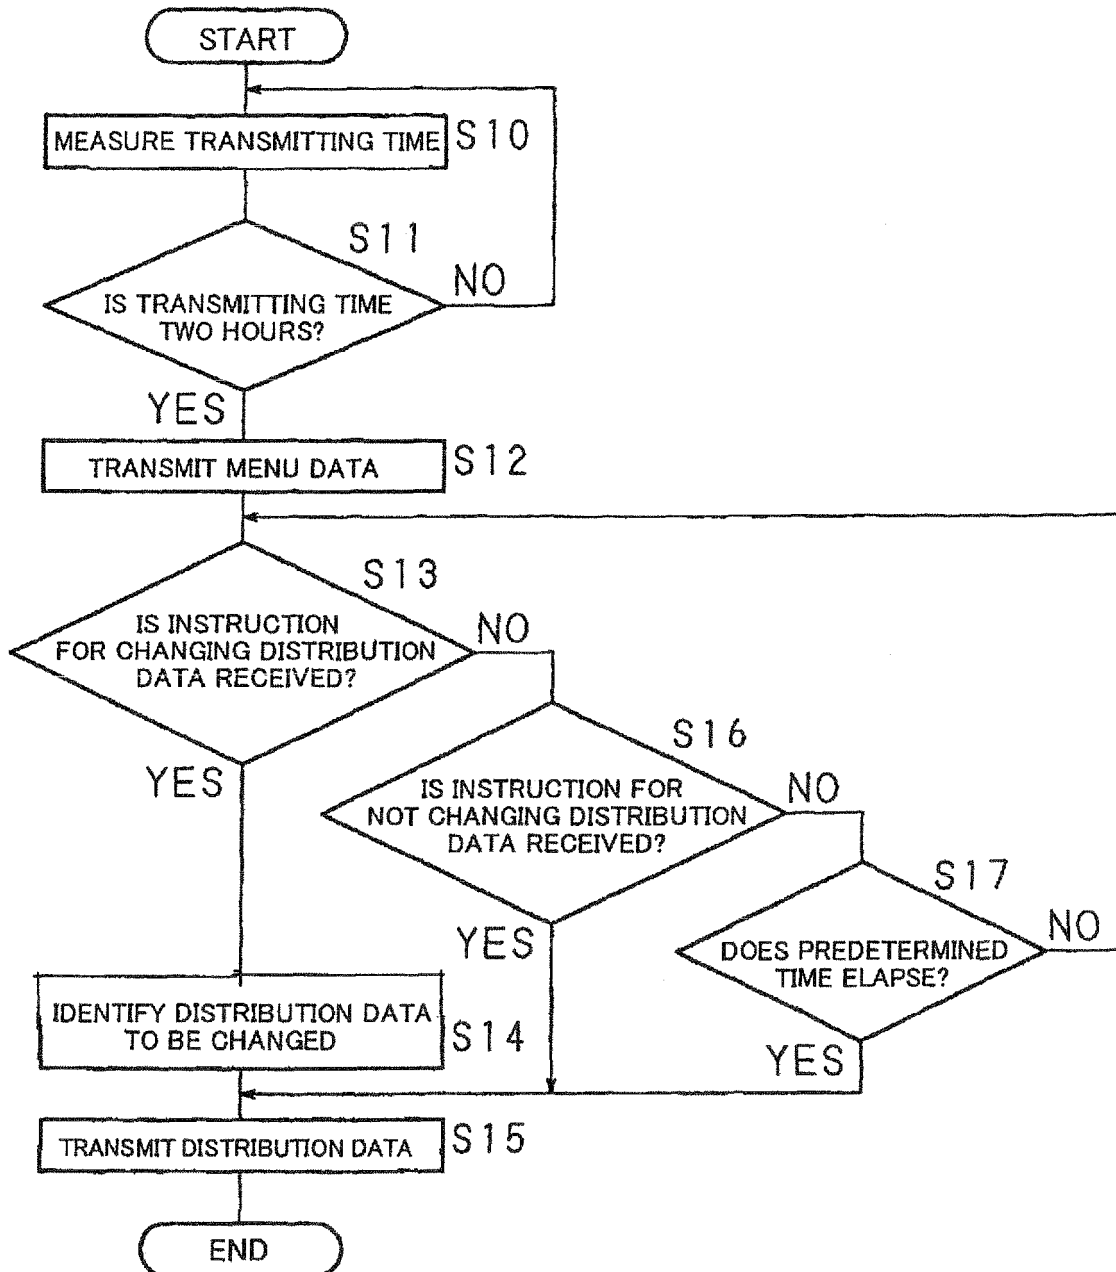 START
MEASURE TRANSMITTING TIME
S10
S11
NO
IS TRANSMITTING TIME
TWO HOURS?
YES
TRANSMIT MENU DATA
S12
S13
NO
IS INSTRUCTION
FOR CHANGING DISTRIBUTION
DATA RECEIVED?
YES
S16
NO
IS INSTRUCTION FOR
NOT CHANGING DISTRIBUTION
DATA RECEIVED?
YES
S17
NO
DOES PREDETERMINED
TIME ELAPSE?
YES
IDENTIFY DISTRIBUTION DATA
TO BE CHANGED
S14
TRANSMIT DISTRIBUTION DATA
S15
END